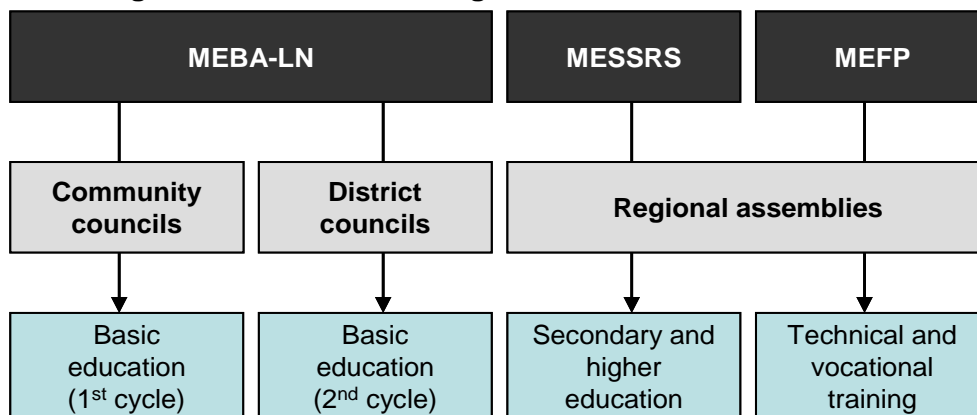 MEBA-LN
MESSRS
MEFP
Community
councils
District
councils
Regional assemblies
Basic
education
(1st cycle)
Basic
education
(2nd cycle)
Secondary and
higher
education
Technical and
vocational
training